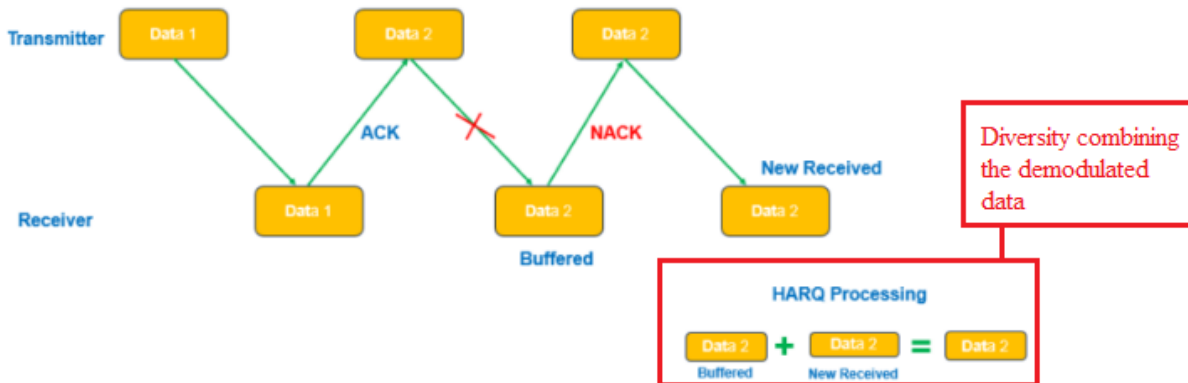 Transmitter
Data 1
Data 2
Data 2
ACK
NACK
New Received
Receiver
Data 1
Data 2
Data 2
Buffered
Diversity combining
the demodulated
data
HARQ Processing
Data 2 + Data 2 = Data 2
Buffered
New Received